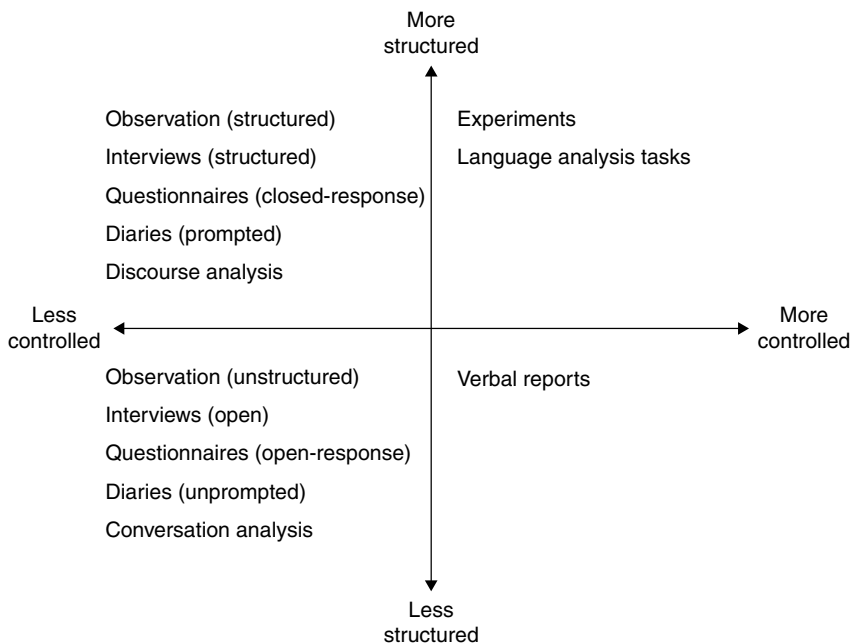 More
structured
Observation (structured)
Interviews (structured)
Questionnaires (closed-response)
Diaries (prompted)
Discourse analysis
Experiments
Language analysis tasks
Less
controlled
More
controlled
Observation (unstructured)
Interviews (open)
Questionnaires (open-response)
Diaries (unprompted)
Conversation analysis
Verbal reports
Less
structured